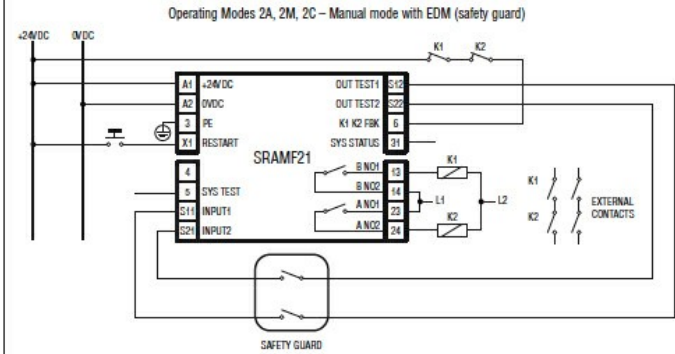 Operating Modes 2A, 2M, 2C – Manual mode with EDM (safety guard)
+24VDC 0VDC
K1 K2
A1 +24VDC OUT TEST1 S12
A2 0VDC OUT TEST2 S22
3 PE K1 K2 FBK 6
X1 RESTART SYS STATUS 31
SRAMF21
4 B NO1 13 K1
5 SYS TEST B NO2 14
S11 INPUT1 A NO1 23 L1 L2
S21 INPUT2 A NO2 24 K2
K1
K2
EXTERNAL
CONTACTS
SAFETY GUARD